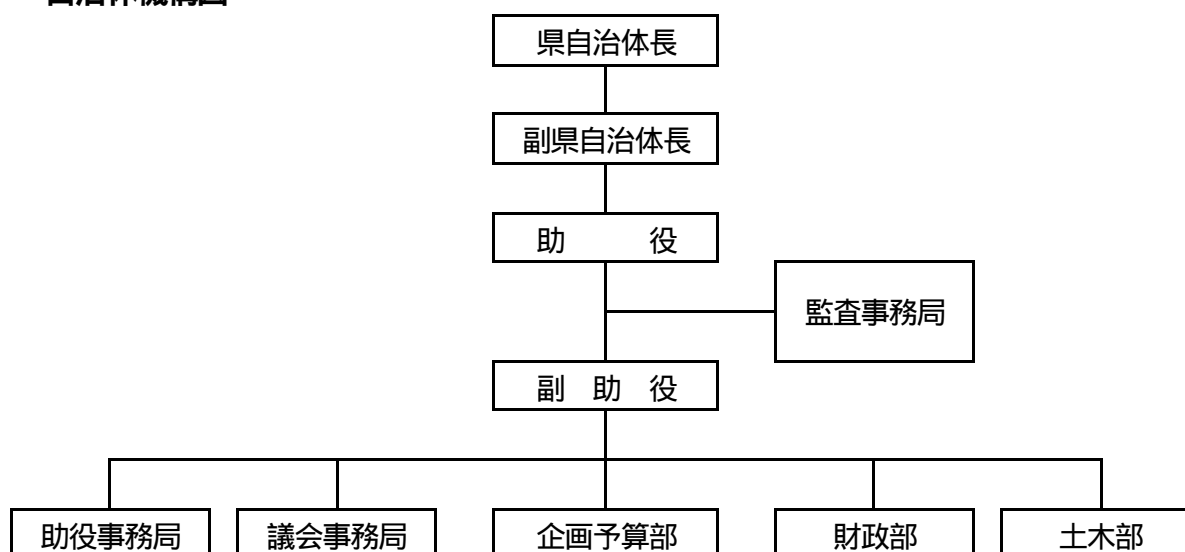 県自治体長
副県自治体長
助　　　役
監査事務局
副　助　役
助役事務局
議会事務局
企画予算部
財政部
土木部